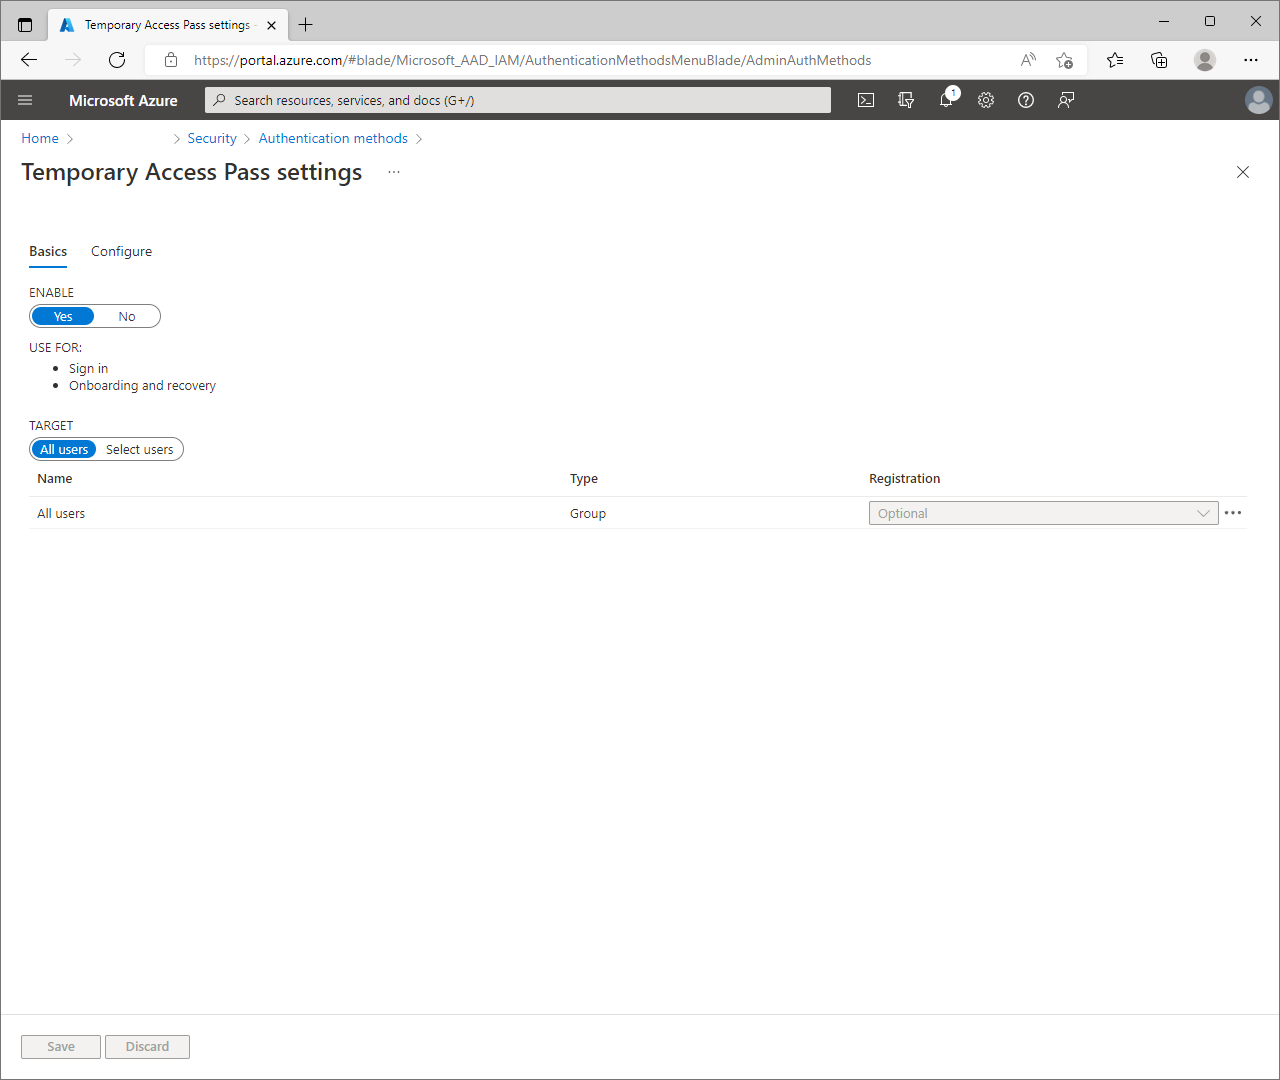 Temporary Access Pass settings -
https://portal.azure.com/#blade/Microsoft_AAD_IAM/AuthenticationMethodsMenuBlade/AdminAuthMethods
Microsoft Azure Search resources, services, and docs (G+/) 1
Home > > Security > Authentication methods >
Temporary Access Pass settings ...
Basics Configure
ENABLE
Yes No
USE FOR:
• Sign in
• Onboarding and recovery
TARGET
All users Select users
Name Type Registration
All users Group Optional
Save Discard